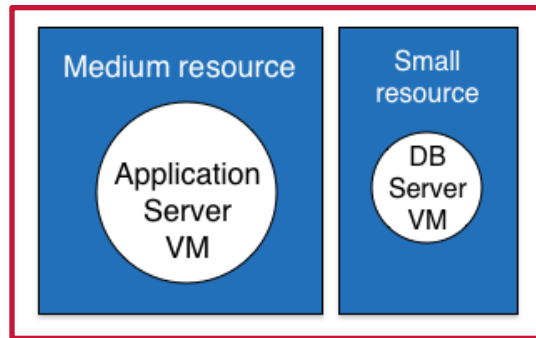 Medium resource
Application
Server
VM
Small
resource
DB
Server
VM